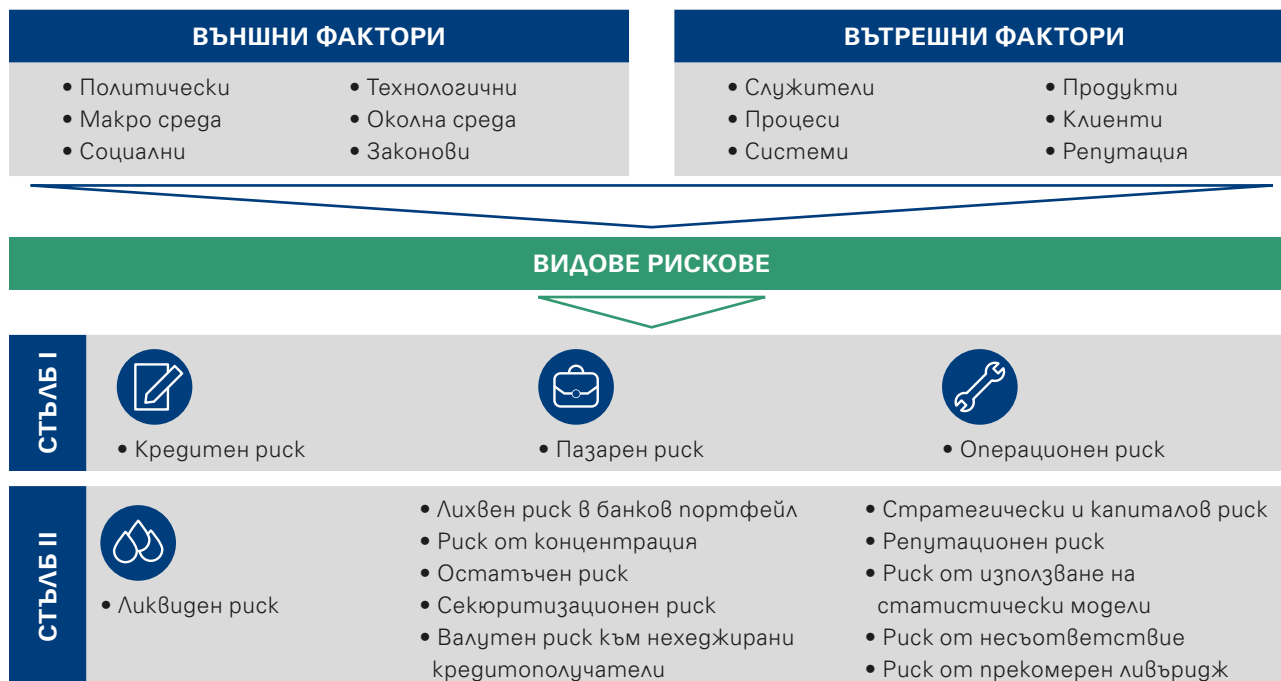 ВЪНШНИ ФАКТОРИ
• Политически
• Макро среда
• Социални
• Технологични
• Околна среда
• Законови
ВЪТРЕШНИ ФАКТОРИ
• Служители
• Процеси
• Системи
• Продукти
• Клиенти
• Репутация
ВИДОВЕ РИСКОВЕ
СТЪЛБ I
• Кредитен риск
• Пазарен риск
• Операционен риск
СТЪЛБ II
• Ликвиден риск
• Лихвен риск в банков портфейл
• Риск от концентрация
• Остатъчен риск
• Секюритизационен риск
• Валутен риск към нехеджирани
кредитополучатели
• Стратегически и капиталов риск
• Репутационен риск
• Риск от използване на
статистически модели
• Риск от несъответствие
• Риск от прекомерен ливъридж